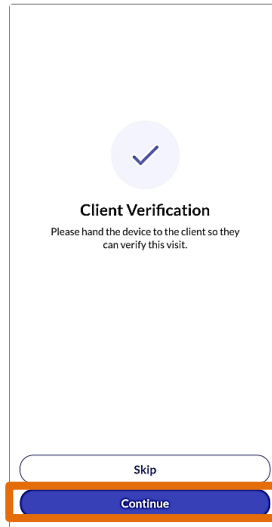 Client Verification
Please hand the device to the client so they
can verify this visit.
Skip
Continue